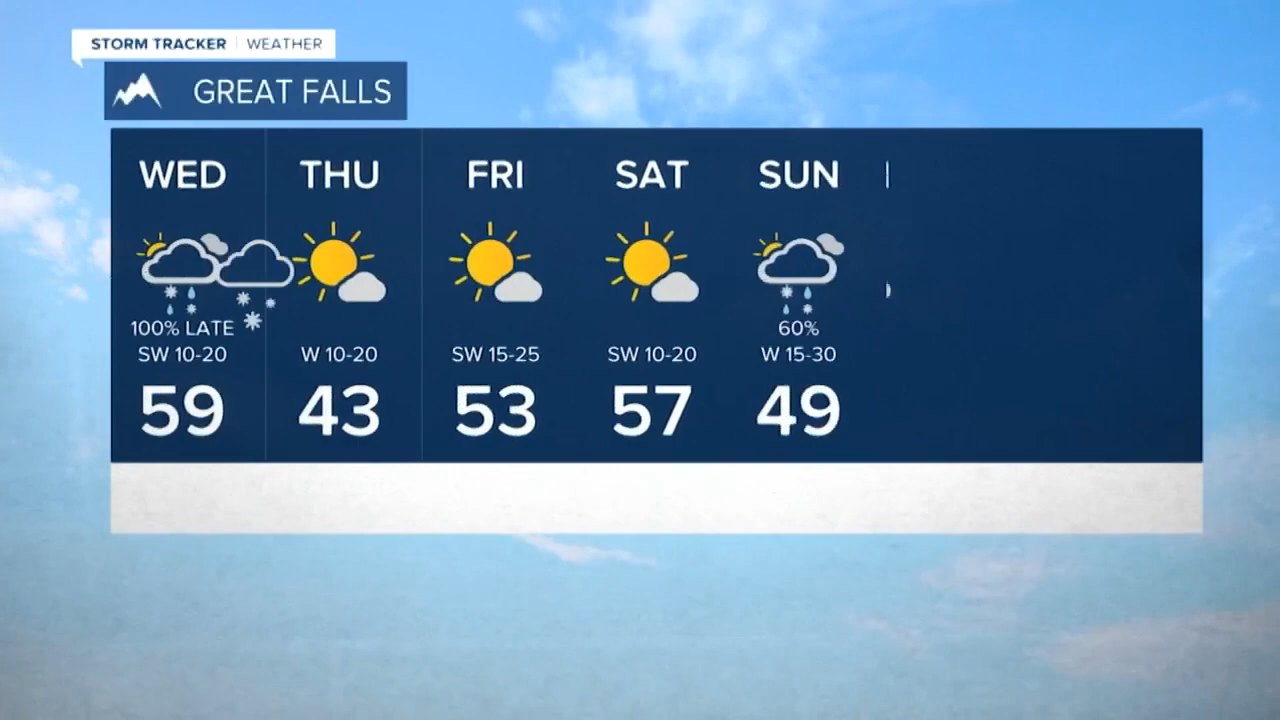 STORM TRACKER | WEATHER
GREAT FALLS
WED THU FRI SAT SUN
100% LATE 60%
SW 10-20 W 10-20 SW 15-25 SW 10-20 W 15-30
59 43 53 57 49